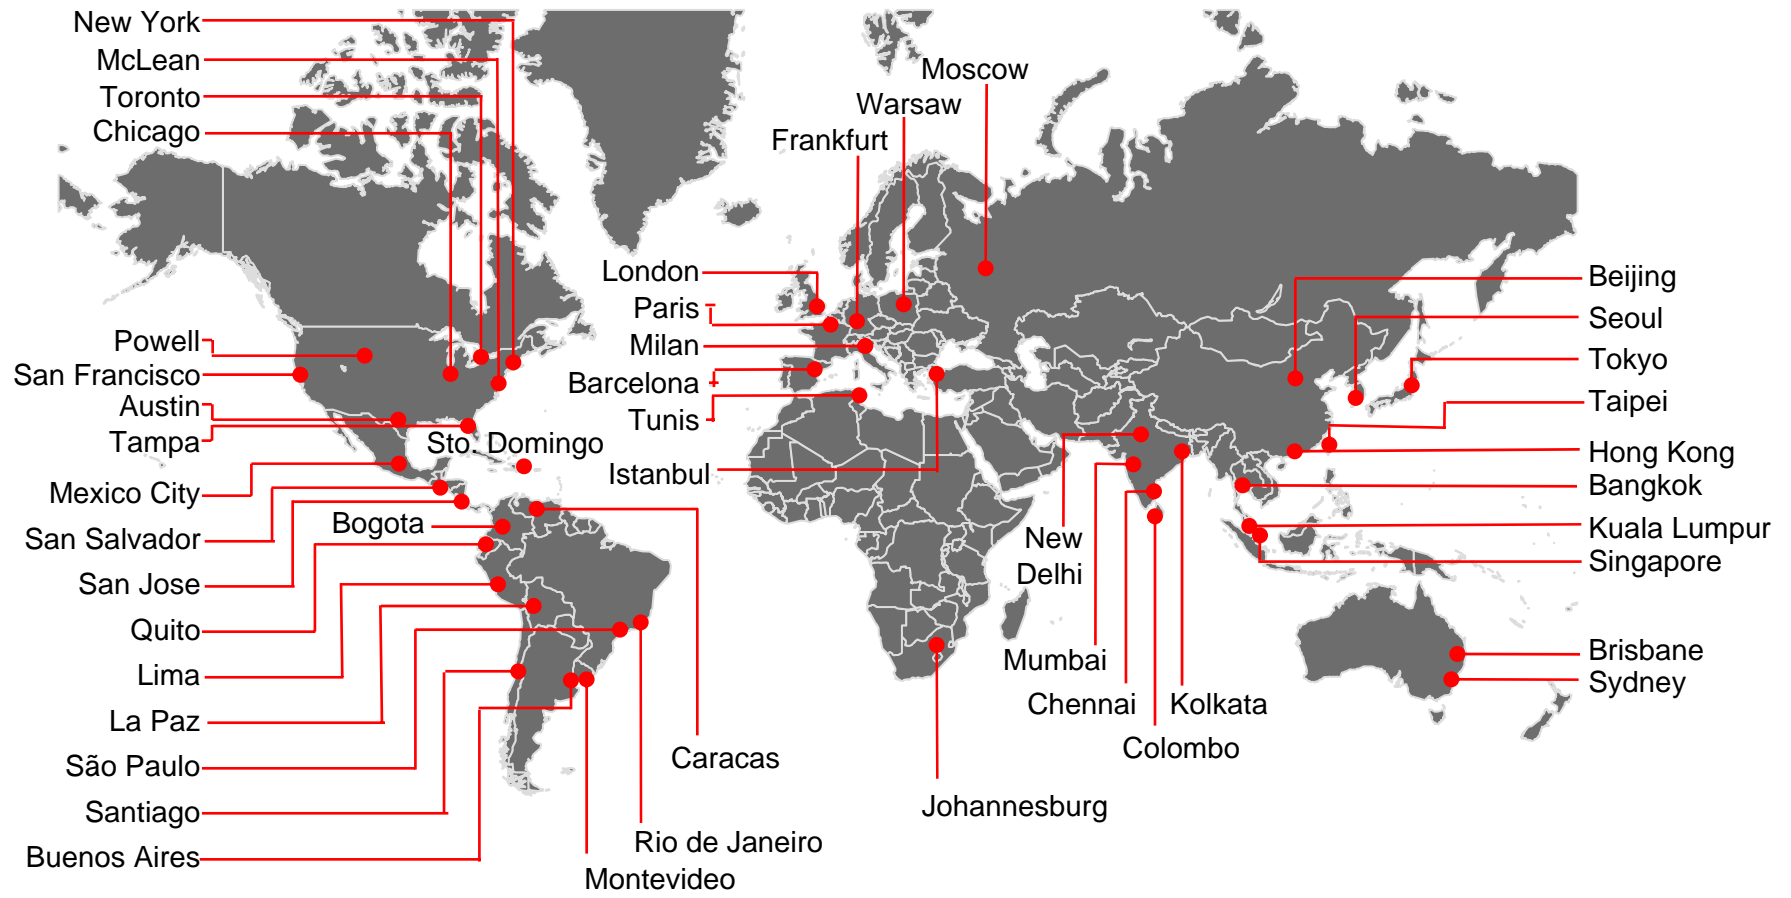 New York
McLean
Toronto
Chicago
Powell
San Francisco
Austin
Tampa
Sto. Domingo
Mexico City
San Salvador
Bogota
San Jose
Quito
Lima
La Paz
São Paulo
Santiago
Buenos Aires
Caracas
Rio de Janeiro
Montevideo
Moscow
Warsaw
Frankfurt
London
Paris
Milan
Barcelona
Tunis
Istanbul
Johannesburg
New
Delhi
Mumbai
Chennai
Kolkata
Colombo
Beijing
Seoul
Tokyo
Taipei
Hong Kong
Bangkok
Kuala Lumpur
Singapore
Brisbane
Sydney